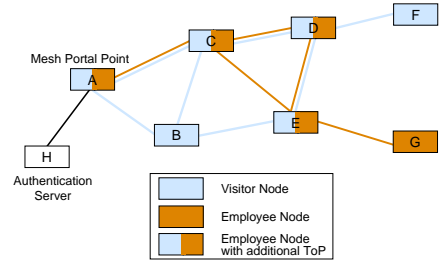 F
D
C
Mesh Portal Point
A
E
B
G
H
Authentication
Server
Visitor Node
Employee Node
Employee Node
with additional ToP